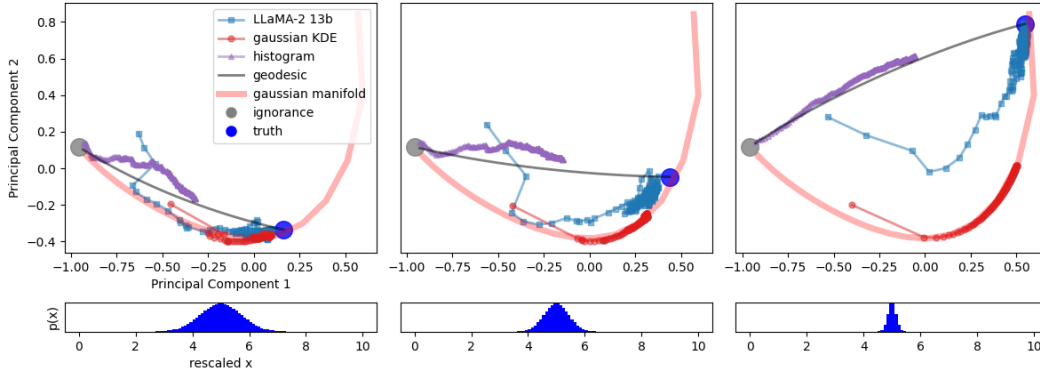 0.8
0.6
0.4
0.2
0.0
−0.2
−0.4
Principal Component 2
LLaMA-2 13b
gaussian KDE
histogram
geodesic
gaussian manifold
ignorance
truth
−1.00 −0.75 −0.50 −0.25 0.00 0.25 0.50
Principal Component 1
−1.00 −0.75 −0.50 −0.25 0.00 0.25 0.50
−1.00 −0.75 −0.50 −0.25 0.00 0.25 0.50
p(x)
0 2 4 6 8 10
rescaled x
0 2 4 6 8 10
0 2 4 6 8 10